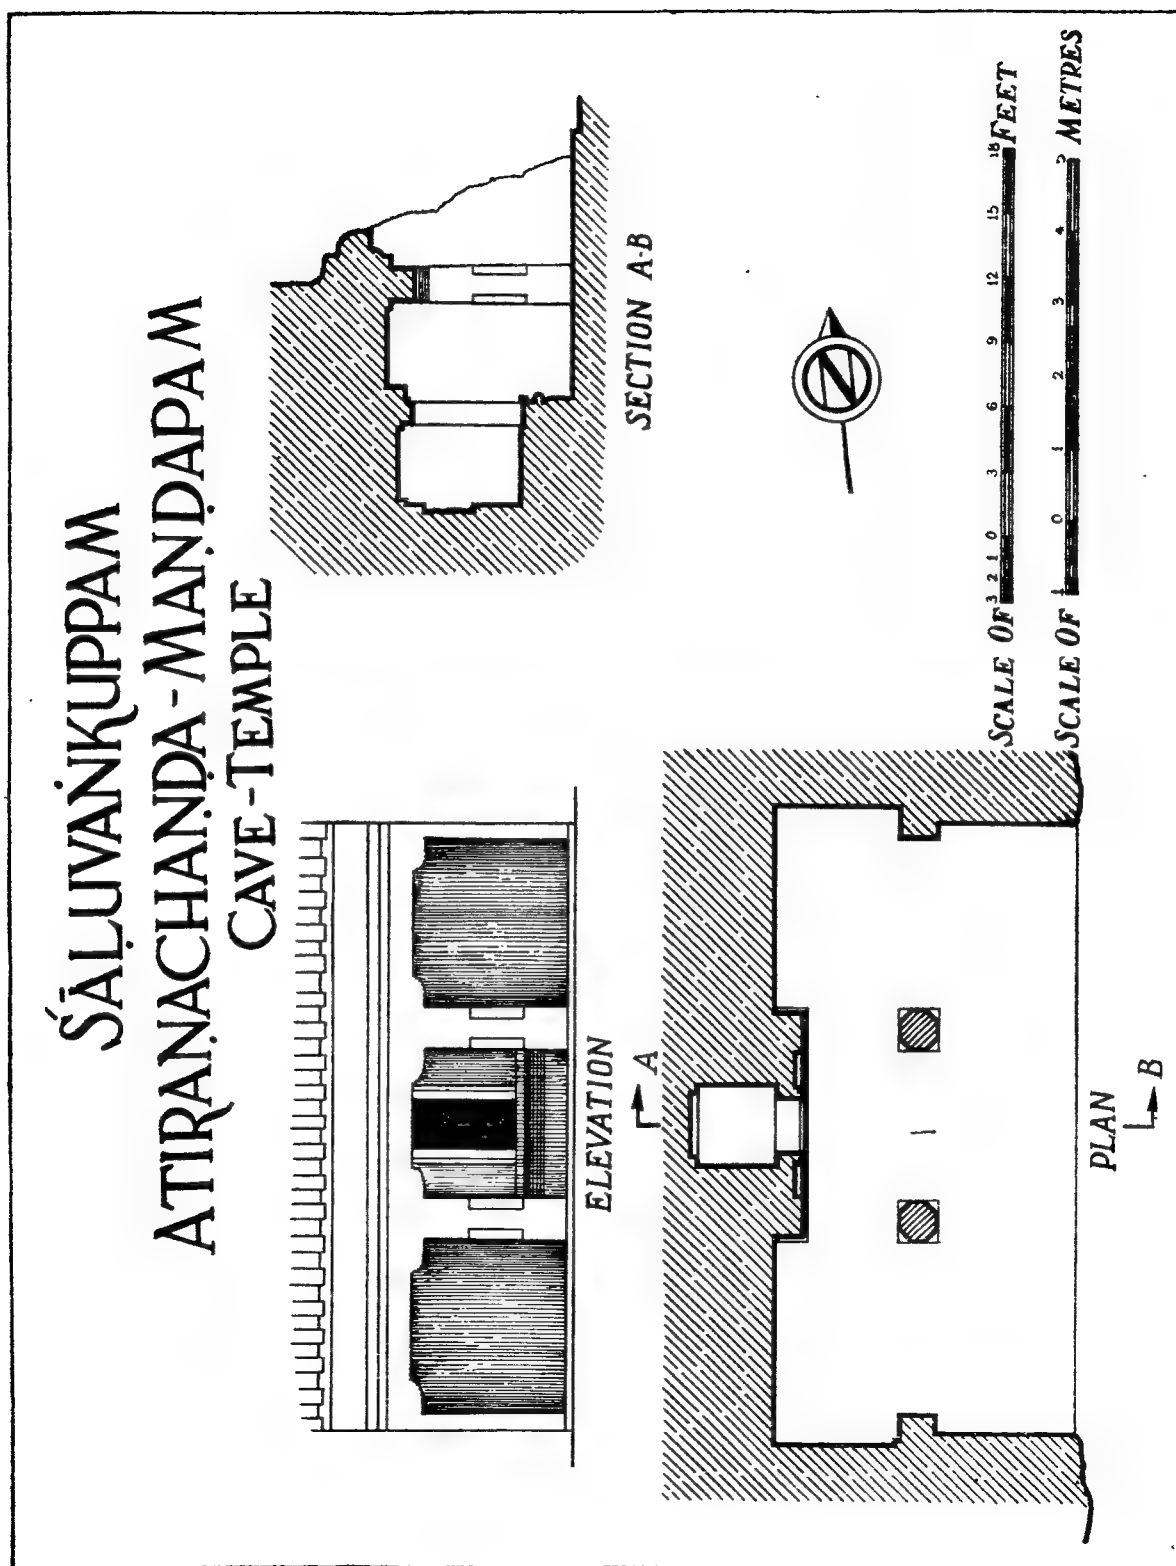 ŚĀḶUVAṄKUPPAM
ATIRAṆACHAṆḌA-MAṆḌAPAM
CAVE-TEMPLE
ELEVATION
SECTION A-B
A
PLAN
B
N
SCALE OF 3 2 1 0 3 6 9 12 15 18 FEET
SCALE OF 1 0 1 2 3 4 5 METRES